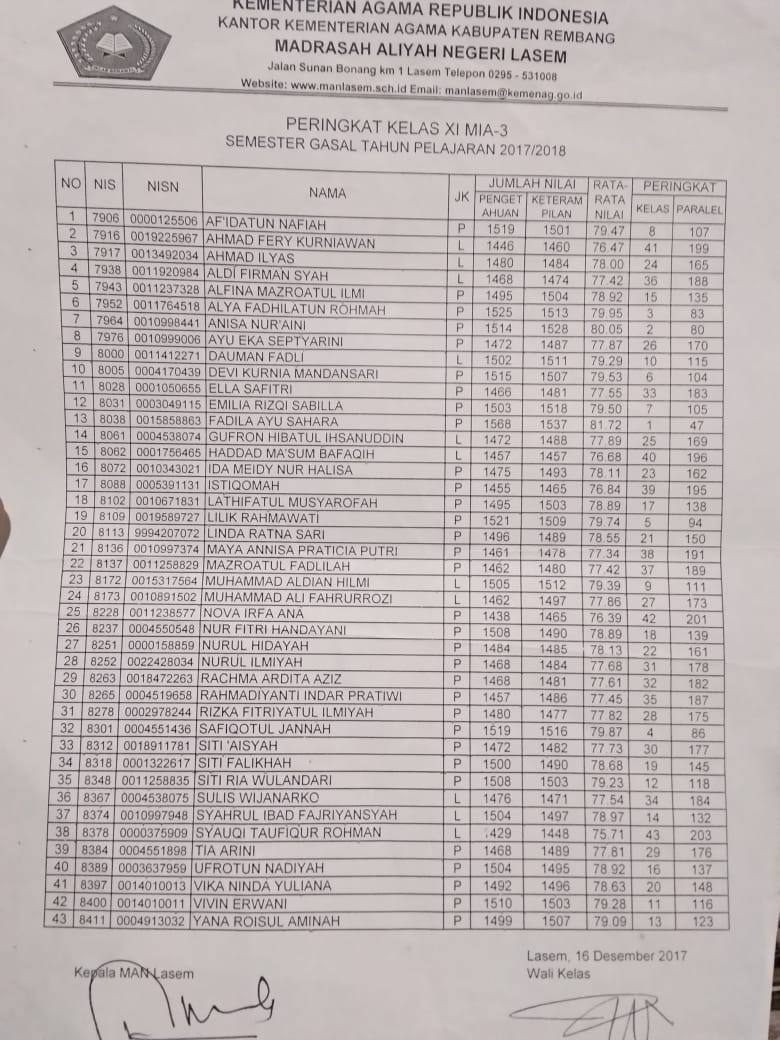 KEMENTERIAN AGAMA REPUBLIK INDONESIA
KANTOR KEMENTERIAN AGAMA KABUPATEN REMBANG
MADRASAH ALIYAH NEGERI LASEM
Jalan Sunan Bonang km 1 Lasem Telepon 0295 - 531008
Website: www.manlasem.sch.id Email: manlasem@kemenag.go.id
PERINGKAT KELAS XI MIA-3
SEMESTER GASAL TAHUN PELAJARAN 2017/2018
NO NIS NISN NAMA JK JUMLAH NILAI RATA-RATA NILAI PERINGKAT
PENGETAHUAN KETERAMPILAN KELAS PARALEL
1 7906 0000125506 AF'IDATUN NAFIAH P 1519 1501 79.47 8 107
2 7916 0019225967 AHMAD FERY KURNIAWAN L 1446 1460 76.47 41 199
3 7917 0013492034 AHMAD ILYAS L 1480 1484 78.00 24 165
4 7938 0011920984 ALDI FIRMAN SYAH L 1468 1474 77.42 36 188
5 7943 0011237328 ALFINA MAZROATUL ILMI P 1495 1504 78.92 15 135
6 7952 0011764518 ALYA FADHILATUN ROHMAH P 1525 1513 79.95 3 83
7 7964 0010998441 ANISA NUR'AINI P 1514 1528 80.05 2 80
8 7976 0010999006 AYU EKA SEPTYARINI P 1472 1487 77.87 26 170
9 8000 0011412271 DAUMAN FADLI L 1502 1511 79.29 10 115
10 8005 0004170439 DEVI KURNIA MANDANSARI P 1515 1507 79.53 6 104
11 8028 0001050655 ELLA SAFITRI P 1466 1481 77.55 33 183
12 8031 0003049115 EMILIA RIZQI SABILLA P 1503 1518 79.50 7 105
13 8038 0015858863 FADILA AYU SAHARA P 1568 1537 81.72 1 47
14 8061 0004538074 GUFRON HIBATUL IHSANUDDIN L 1472 1488 77.89 25 169
15 8062 0001756465 HADDAD MA'SUM BAFAQIH L 1457 1457 76.68 40 196
16 8072 0010343021 IDA MEIDY NUR HALISA P 1475 1493 78.11 23 162
17 8088 0005391131 ISTIQOMAH P 1455 1465 76.84 39 195
18 8102 0010671831 LATHIFATUL MUSYAROFAH P 1495 1503 78.89 17 138
19 8109 0019589727 LILIK RAHMAWATI P 1521 1509 79.74 5 94
20 8113 9994207072 LINDA RATNA SARI P 1496 1489 78.55 21 150
21 8136 0010997374 MAYA ANNISA PRATICIA PUTRI P 1461 1478 77.34 38 191
22 8137 0011258829 MAZROATUL FADLILAH P 1462 1480 77.42 37 189
23 8172 0015317564 MUHAMMAD ALDIAN HILMI L 1505 1512 79.39 9 111
24 8173 0010891502 MUHAMMAD ALI FAHRURROZI L 1462 1497 77.86 27 173
25 8228 0011238577 NOVA IRFA ANA P 1438 1465 76.39 42 201
26 8237 0004550548 NUR FITRI HANDAYANI P 1508 1490 78.89 18 139
27 8251 0000158859 NURUL HIDAYAH P 1484 1485 78.13 22 161
28 8252 0022428034 NURUL ILMIYAH P 1468 1484 77.68 31 178
29 8263 0018472263 RACHMA ARDITA AZIZ P 1468 1481 77.61 32 182
30 8265 0004519658 RAHMADIYANTI INDAR PRATIWI P 1457 1486 77.45 35 187
31 8278 0002978244 RIZKA FITRIYATUL ILMIYAH P 1480 1477 77.82 28 175
32 8301 0004551436 SAFIQOTUL JANNAH P 1519 1516 79.87 4 86
33 8312 0018911781 SITI 'AISYAH P 1472 1482 77.73 30 177
34 8318 0001322617 SITI FALIKHAH P 1500 1490 78.68 19 145
35 8348 0011258835 SITI RIA WULANDARI P 1508 1503 79.23 12 118
36 8367 0004538075 SULIS WIJANARKO L 1476 1471 77.54 34 184
37 8374 0010997948 SYAHRUL IBAD FAJRIYANSYAH L 1504 1497 78.97 14 132
38 8378 0000375909 SYAUQI TAUFIQUR ROHMAN L 1429 1448 75.71 43 203
39 8384 0004551898 TIA ARINI P 1468 1489 77.81 29 176
40 8389 0003637959 UFROTUN NADIYAH P 1504 1495 78.92 16 137
41 8397 0014010013 VIKA NINDA YULIANA P 1492 1496 78.63 20 148
42 8400 0014010011 VIVIN ERWANI P 1510 1503 79.28 11 116
43 8411 0004913032 YANA ROISUL AMINAH P 1499 1507 79.09 13 123
Lasem, 16 Desember 2017
Kepala MAN Lasem Wali Kelas